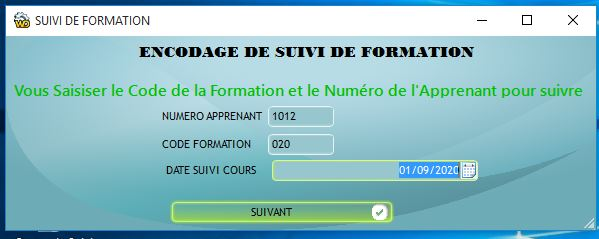 SUIVI DE FORMATION
ENCODAGE DE SUIVI DE FORMATION
Vous Saisiser le Code de la Formation et le Numéro de l'Apprenant pour suivre
NUMERO APPRENANT 1012
CODE FORMATION 020
DATE SUIVI COURS 01/09/2020
SUIVANT